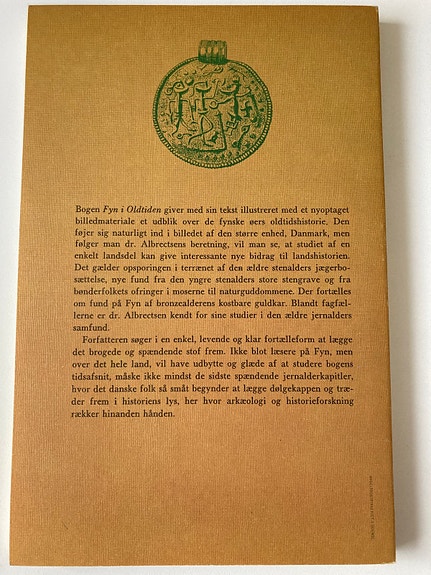 Bogen Fyn i Oldtiden giver med sin tekst illustreret med et nyoptaget
billedmateriale et udblik over de fynske øers oldtidshistorie. Den
føjer sig naturligt ind i billedet af den større enhed, Danmark, men
følger man dr. Albrectsens beretning, vil man se, at studiet af en
enkelt landsdel kan give interessante nye bidrag til landshistorien.
Det gælder opsporingen i terrænet af den ældre stenalders jægerbo-
sættelse, nye fund fra den yngre stenalders store stengrave og fra
bønderfolkets ofringer i moserne til naturguddommene. Der fortælles
om fund på Fyn af bronzealderens kostbare guldkar. Blandt fagfæl-
lerne er dr. Albrectsen kendt for sine studier i den ældre jernalders
samfund.
Forfatteren søger i en enkel, levende og klar fortælleform at lægge
det brogede og spændende stof frem. Ikke blot læsere på Fyn, men
over det hele land, vil have udbytte og glæde af at studere bogens
tidsafsnit, måske ikke mindst de sidste spændende jernalderkapitler,
hvor det danske folk så småt begynder at lægge dølgekappen og træ-
der frem i historiens lys, her hvor arkæologi og historieforskning
rækker hinanden hånden.